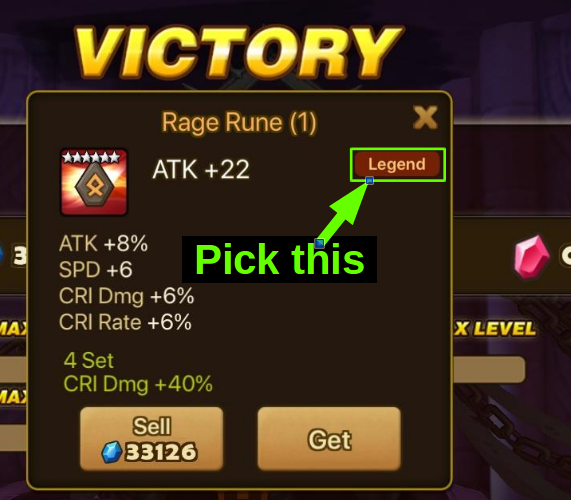 VICTORY
Rage Rune (1)
X
ATK +22
Legend
ATK +8%
SPD +6
CRI Dmg +6%
CRI Rate +6%
Pick this
3
MAX
X LEVEL
MAX
4 Set
CRI Dmg +40%
Sell
33126
Get